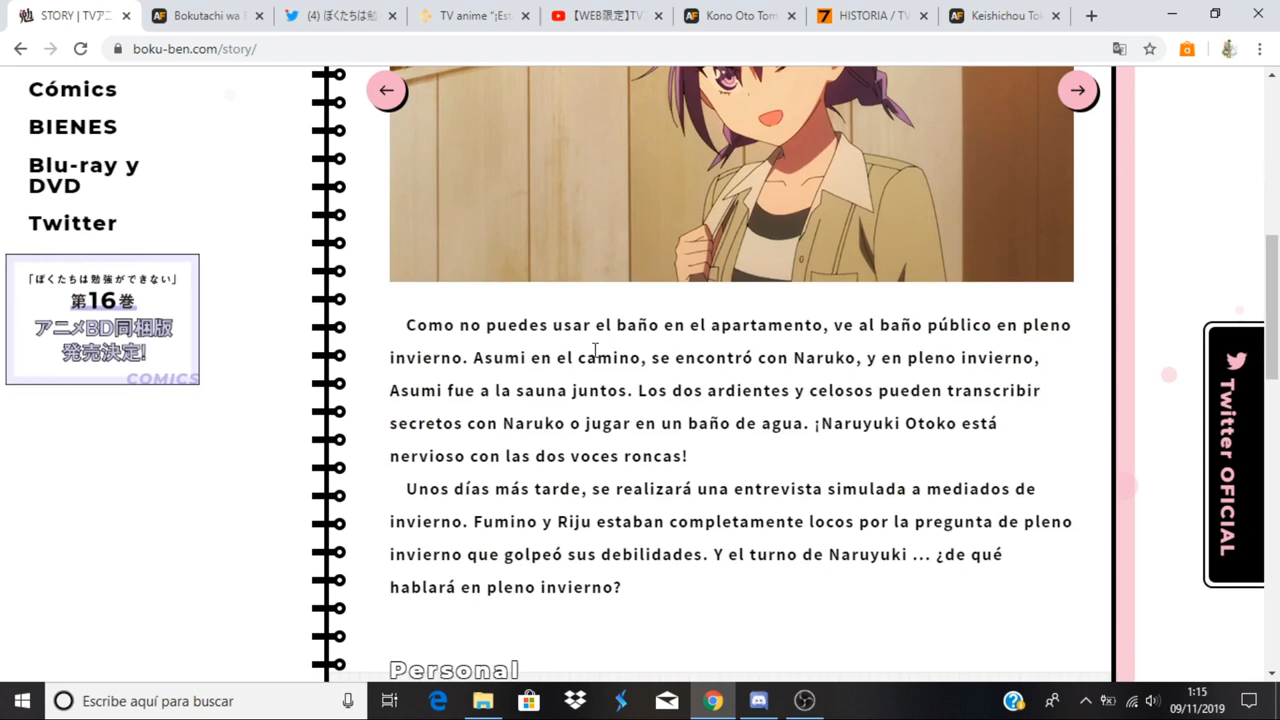 STORY | TVアニ
Bokutachi wa B
(4) ぼくたちは勉
TV anime "¡Est
【WEB限定】TV
Kono Oto Tom
HISTORIA / TV
Keishichou Tok
boku-ben.com/story/
Cómics
BIENES
Blu-ray y
DVD
Twitter
「ぼくたちは勉強ができない」
第16巻
アニメBD同梱版
発売決定!
COMICS
Como no puedes usar el baño en el apartamento, ve al baño público en pleno
invierno. Asumi en el camino, se encontró con Naruko, y en pleno invierno,
Asumi fue a la sauna juntos. Los dos ardientes y celosos pueden transcribir
secretos con Naruko o jugar en un baño de agua. ¡Naruyuki Otoko está
nervioso con las dos voces roncas!
Unos días más tarde, se realizará una entrevista simulada a mediados de
invierno. Fumino y Riju estaban completamente locos por la pregunta de pleno
invierno que golpeó sus debilidades. Y el turno de Naruyuki ... ¿de qué
hablará en pleno invierno?
Personal
Twitter OFICIAL
Escribe aquí para buscar
1:15
09/11/2019